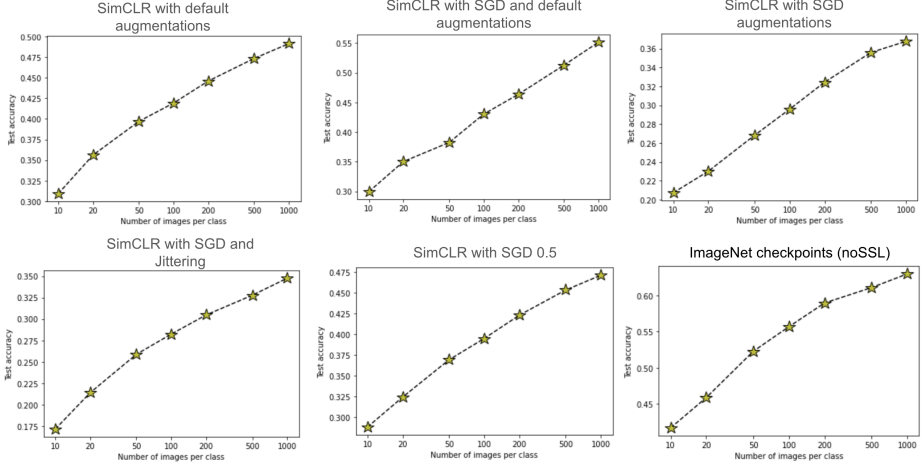 SimCLR with default
augmentations
0.500
0.475
0.450
0.425
0.400
0.375
0.350
0.325
0.300
Test accuracy
10 20 50 100 200 500 1000
Number of images per class
SimCLR with SGD and default
augmentations
0.55
0.50
0.45
0.40
0.35
0.30
Test accuracy
10 20 50 100 200 500 1000
Number of images per class
SimCLR with SGD
augmentations
0.36
0.34
0.32
0.30
0.28
0.26
0.24
0.22
0.20
Test accuracy
10 20 50 100 200 500 1000
Number of images per class
SimCLR with SGD and
Jittering
0.350
0.325
0.300
0.275
0.250
0.225
0.200
0.175
Test accuracy
10 20 50 100 200 500 1000
Number of images per class
SimCLR with SGD 0.5
0.475
0.450
0.425
0.400
0.375
0.350
0.325
0.300
Test accuracy
10 20 50 100 200 500 1000
Number of images per class
ImageNet checkpoints (noSSL)
0.60
0.55
0.50
0.45
Test accuracy
10 20 50 100 200 500 1000
Number of images per class